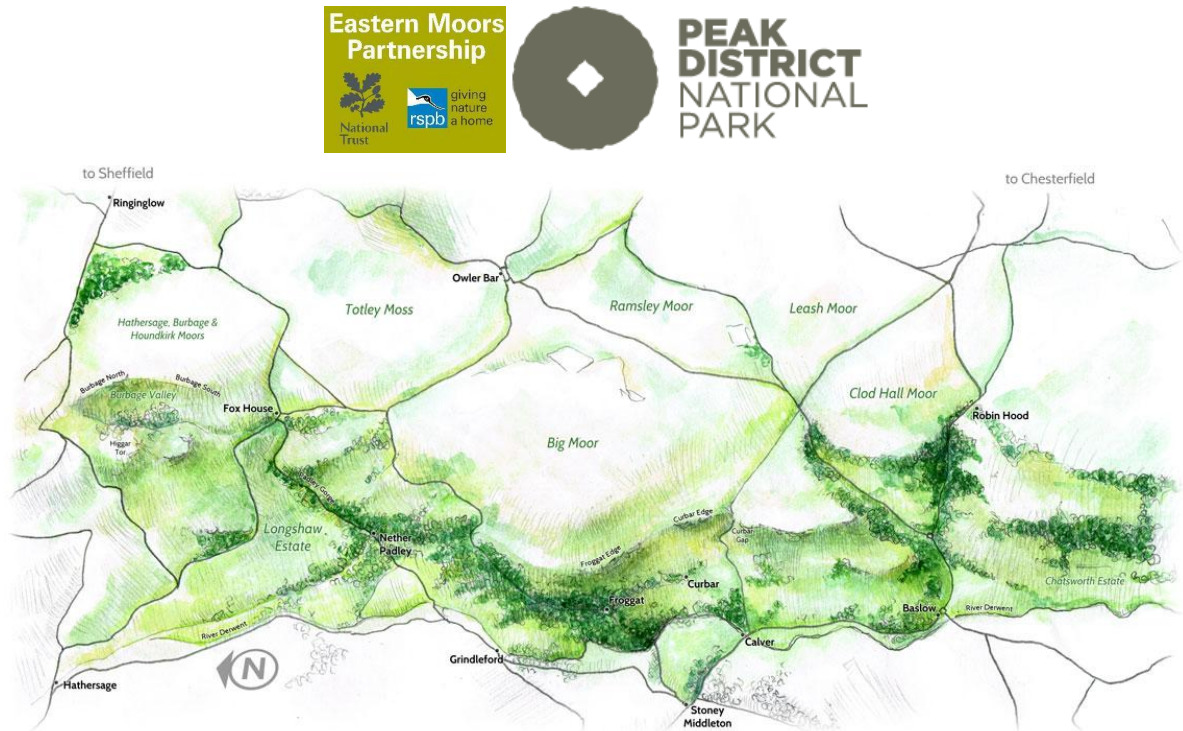 Eastern Moors
Partnership
National
Trust
rspb
giving
nature
a home
PEAK
DISTRICT
NATIONAL
PARK
to Sheffield
to Chesterfield
Ringinglow
Owler Bar
Totley Moss
Ramsley Moor
Leash Moor
Hathersage, Burbage &
Houndkirk Moors
Burbage North
Burbage South
Burbage Valley
Fox House
Clod Hall Moor
Robin Hood
Higgar
Tor
Big Moor
Padley Gorge
Longshaw
Estate
Nether
Padley
Curbar Edge
Curbar
Gap
Froggat Edge
Curbar
Froggat
Chatsworth Estate
Baslow
River Derwent
River Derwent
Calver
Grindleford
N
Hathersage
Stoney
Middleton